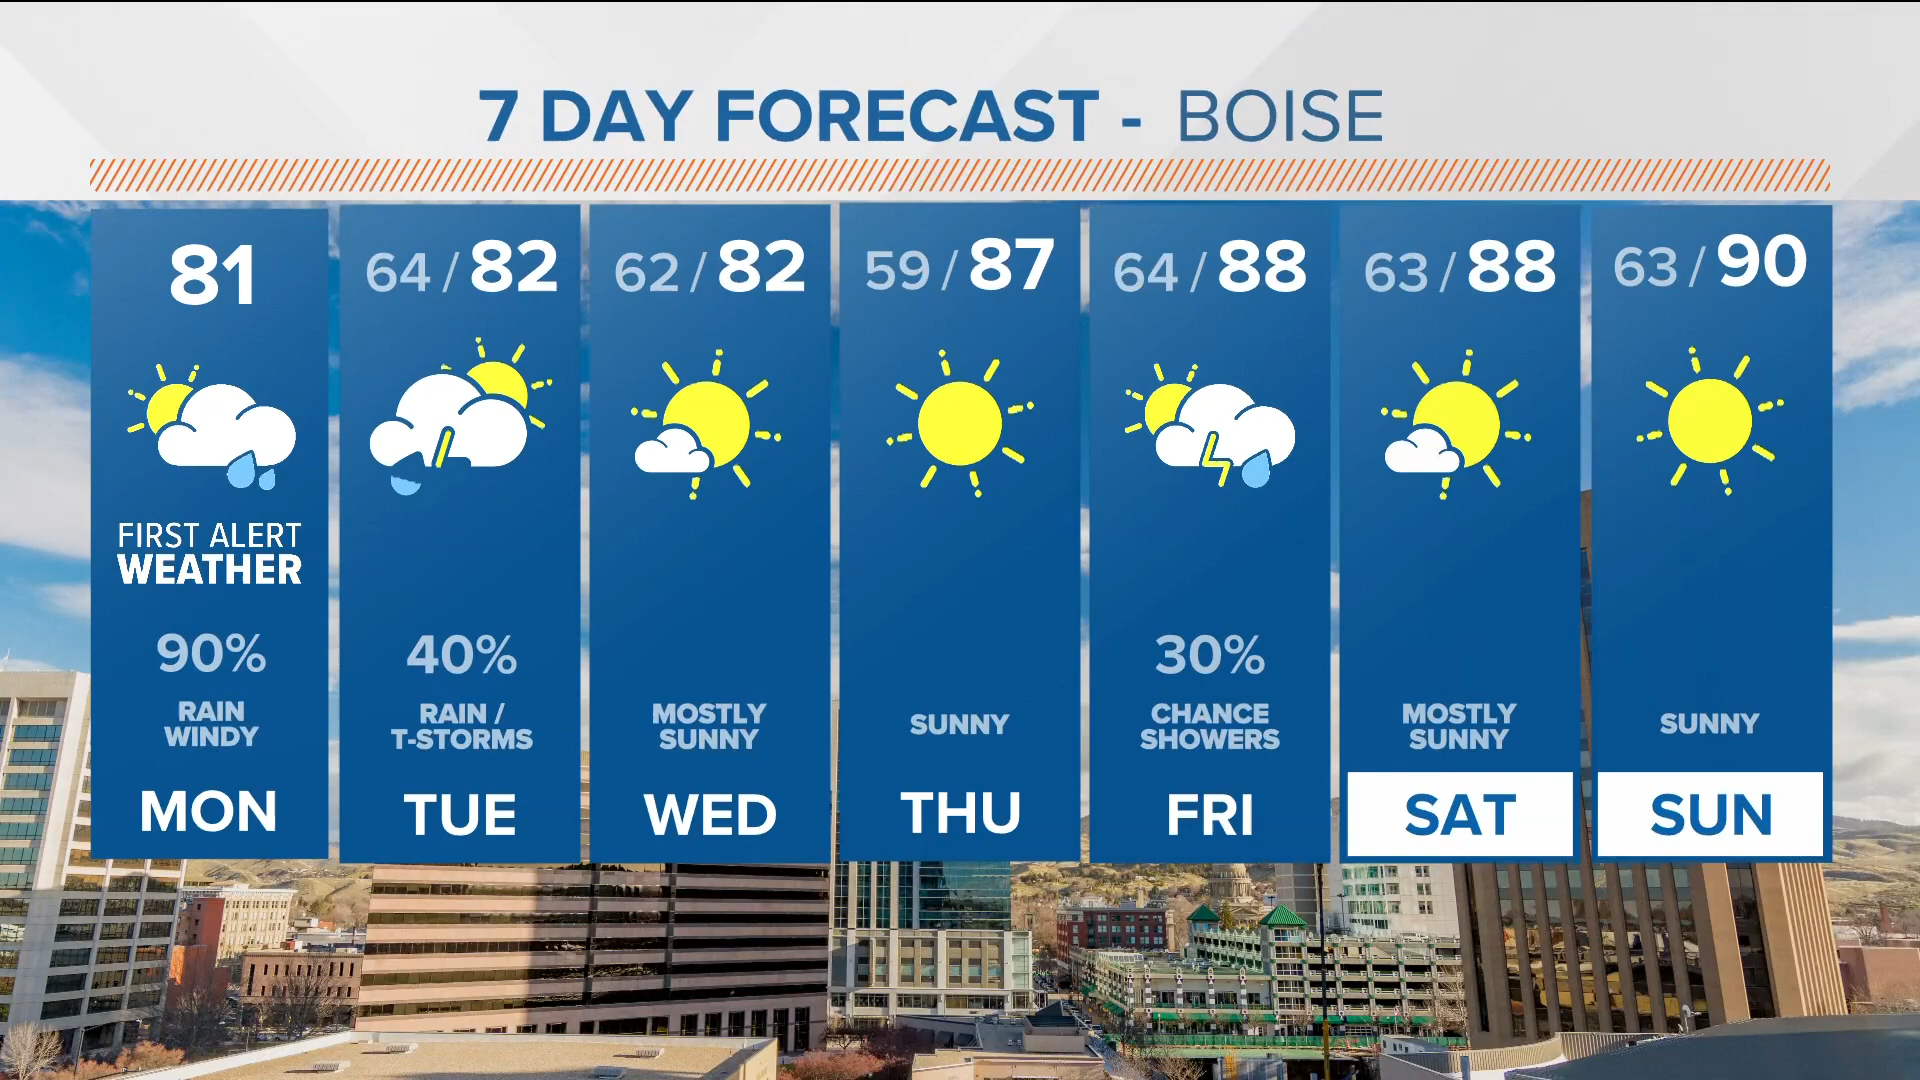 7 DAY FORECAST - BOISE
81
FIRST ALERT
WEATHER
90%
RAIN
WINDY
MON
64 / 82
40%
RAIN /
T-STORMS
TUE
62 / 82
MOSTLY
SUNNY
WED
59 / 87
SUNNY
THU
64 / 88
30%
CHANCE
SHOWERS
FRI
63 / 88
MOSTLY
SUNNY
SAT
63 / 90
SUNNY
SUN